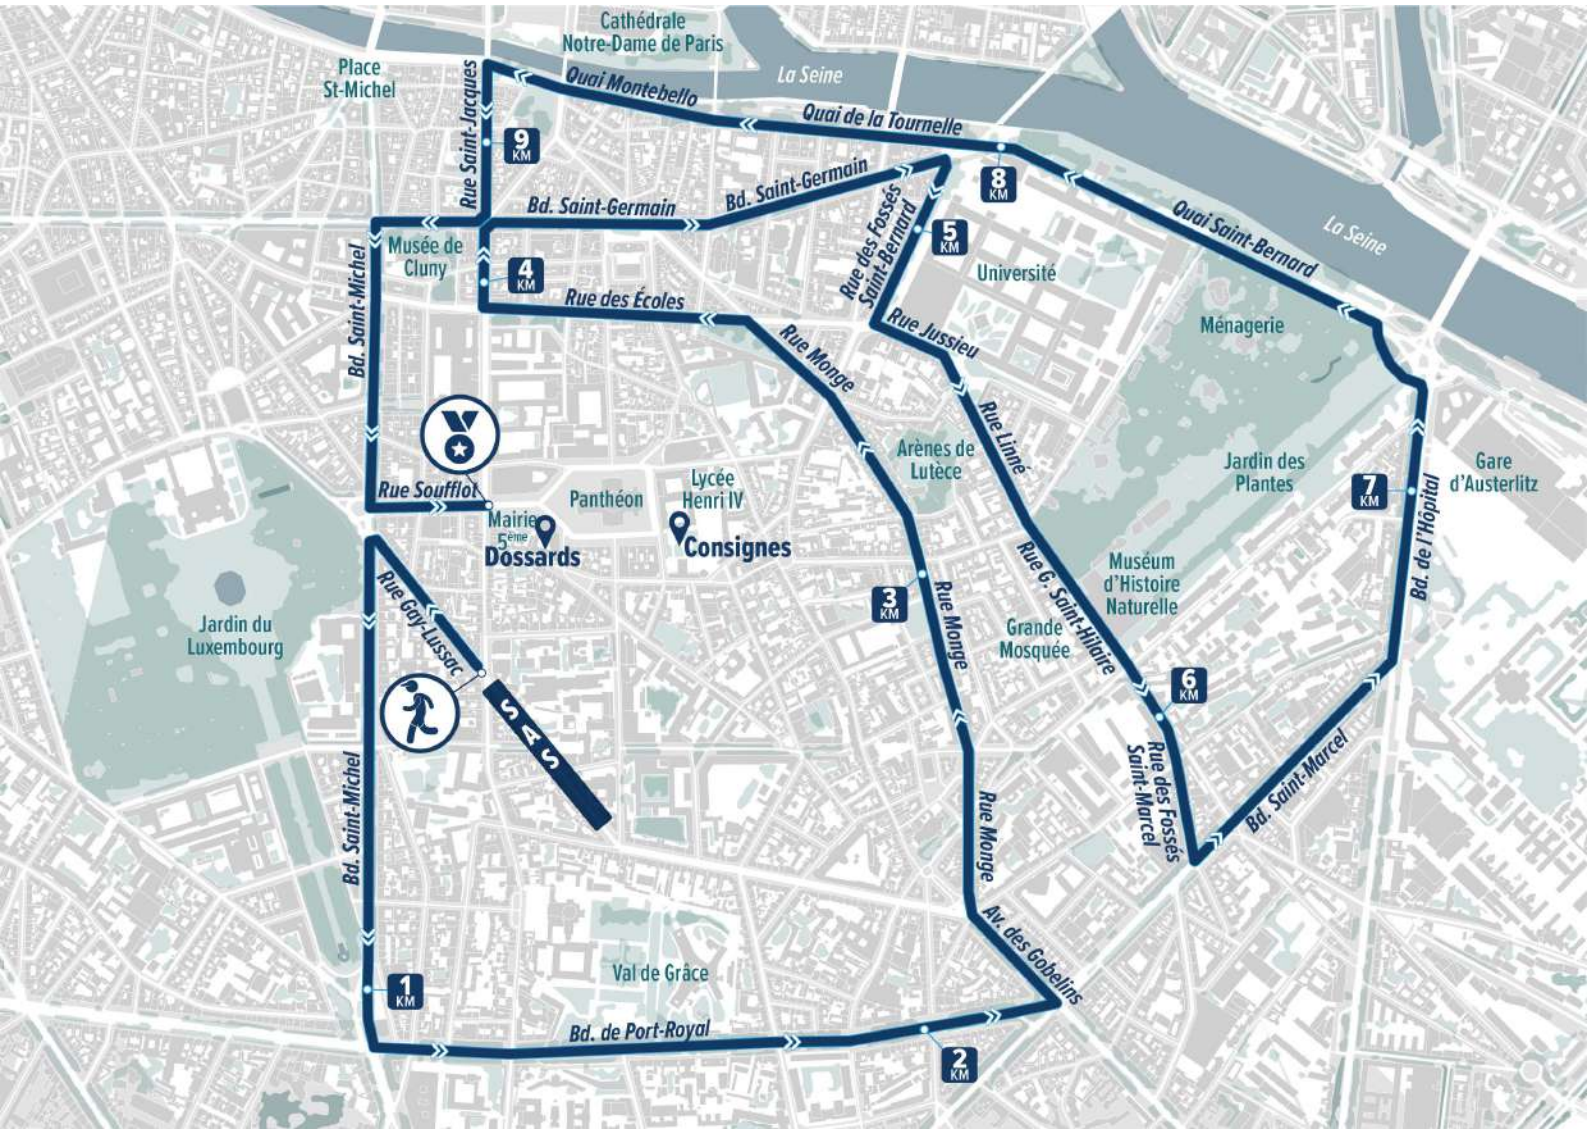 Cathédrale
Notre-Dame de Paris
La Seine
Place
St-Michel
Quai Montebello
Quai de la Tournelle
Rue Saint-Jacques
9
KM
8
KM
Bd. Saint-Germain
Bd. Saint-Germain
Rue des Fossés
Saint-Bernard
5
KM
Quai Saint-Bernard
La Seine
Musée de
Cluny
4
KM
Université
Bd. Saint-Michel
Rue des Écoles
Rue Monge
Rue Jussieu
Ménagerie
Rue Linné
Arènes de
Lutèce
Jardin des
Plantes
Gare
d'Austerlitz
7
KM
Bd. de l'Hôpital
Rue Soufflot
Panthéon
Lycée
Henri IV
Mairie
5ème
Dossards
Consignes
Rue Gay-Lussac
Jardin du
Luxembourg
3
KM
Rue Monge
Rue G. Saint-Hilaire
Muséum
d'Histoire
Naturelle
Grande
Mosquée
6
KM
SAS
Rue des Fossés
Saint-Marcel
Bd. Saint-Marcel
Bd. Saint-Michel
Rue Monge
Av. des Gobelins
Val de Grâce
1
KM
Bd. de Port-Royal
2
KM